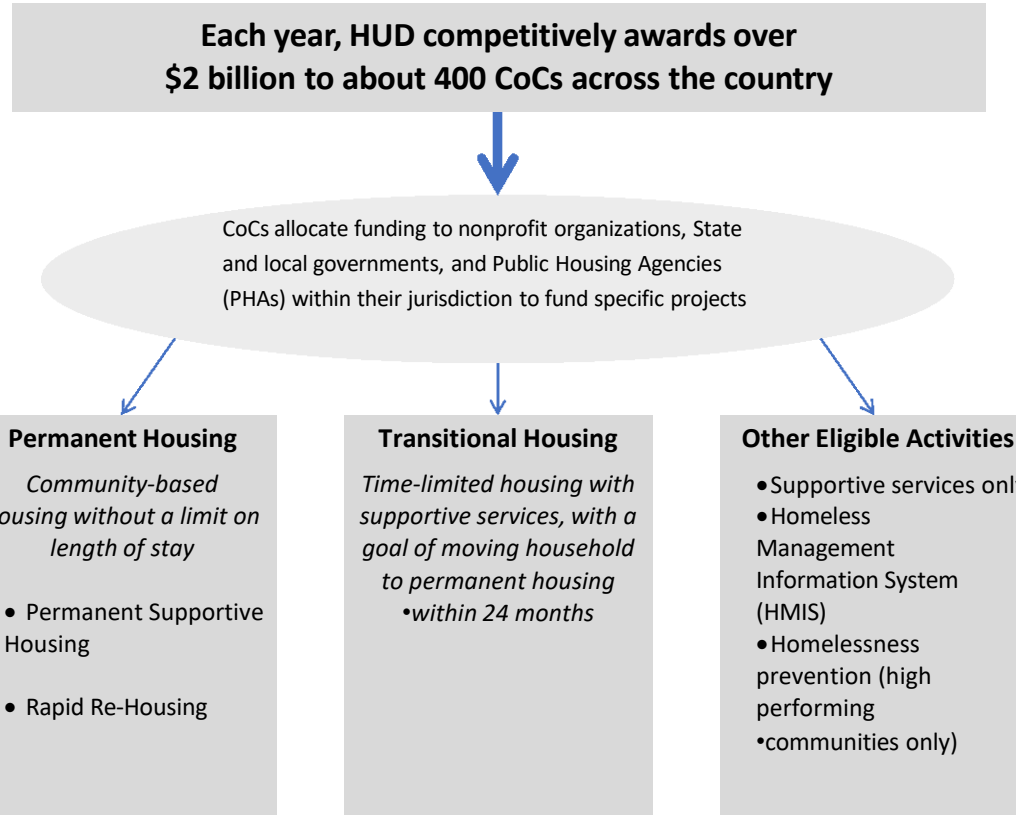 Each year, HUD competitively awards over
$2 billion to about 400 CoCs across the country
CoCs allocate funding to nonprofit organizations, State
and local governments, and Public Housing Agencies
(PHAs) within their jurisdiction to fund specific projects
Permanent Housing
Community-based
ousing without a limit on
length of stay
• Permanent Supportive
Housing
• Rapid Re-Housing
Transitional Housing
Time-limited housing with
supportive services, with a
goal of moving household
to permanent housing
•within 24 months
Other Eligible Activities
•Supportive services onl
•Homeless
Management
Information System
(HMIS)
•Homelessness
prevention (high
performing
•communities only)